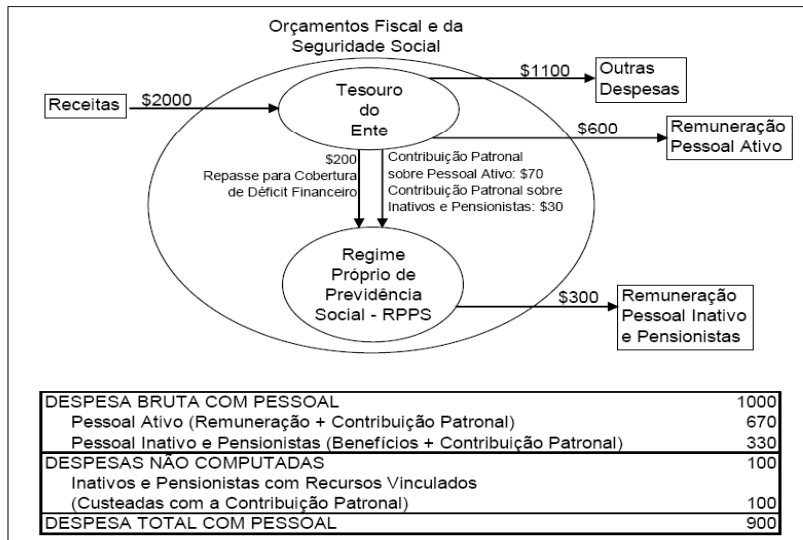 Orçamentos Fiscal e da
Seguridade Social
Receitas
$2000
Tesouro
do
Ente
$1100
Outras
Despesas
$600
Remuneração
Pessoal Ativo
$200
Repasse para Cobertura
de Déficit Financeiro
Contribuição Patronal
sobre Pessoal Ativo: $70
Contribuição Patronal sobre
Inativos e Pensionistas: $30
Regime
Próprio de
Previdência
Social - RPPS
$300
Remuneração
Pessoal Inativo
e Pensionistas
DESPESA BRUTA COM PESSOAL 1000
Pessoal Ativo (Remuneração + Contribuição Patronal) 670
Pessoal Inativo e Pensionistas (Benefícios + Contribuição Patronal) 330
DESPESAS NÃO COMPUTADAS 100
Inativos e Pensionistas com Recursos Vinculados
(Custeadas com a Contribuição Patronal) 100
DESPESA TOTAL COM PESSOAL 900